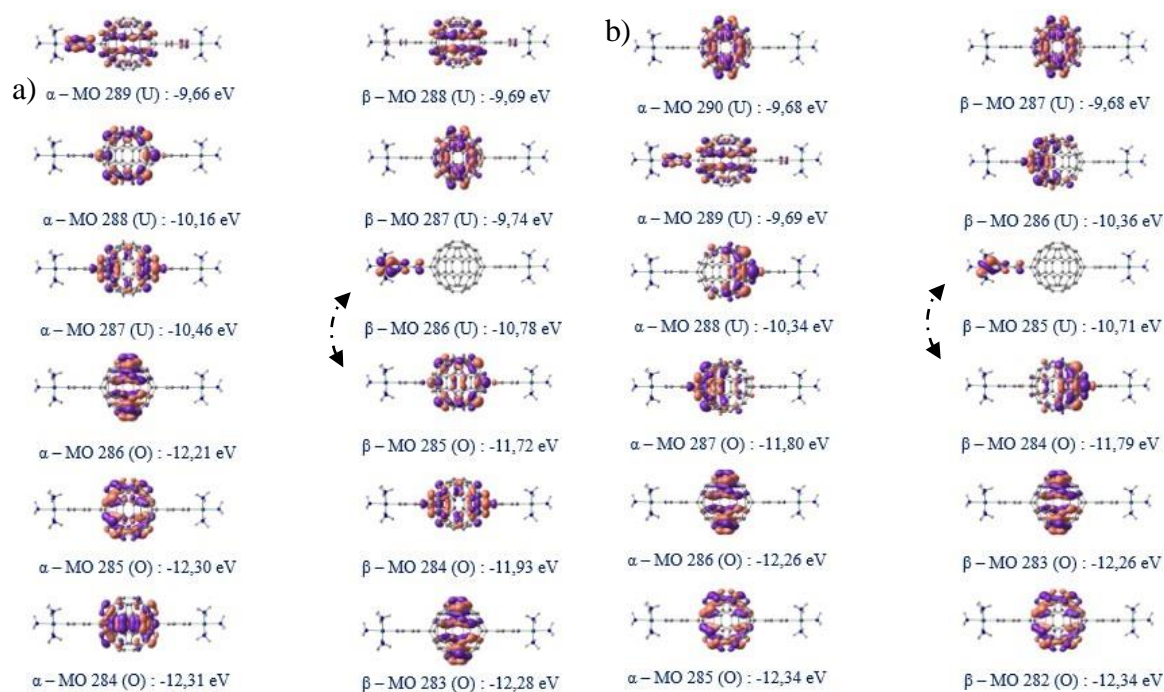 a)
α – MO 289 (U) : -9,66 eV
β – MO 288 (U) : -9,69 eV
α – MO 288 (U) : -10,16 eV
β – MO 287 (U) : -9,74 eV
α – MO 287 (U) : -10,46 eV
β – MO 286 (U) : -10,78 eV
α – MO 286 (O) : -12,21 eV
β – MO 285 (O) : -11,72 eV
α – MO 285 (O) : -12,30 eV
β – MO 284 (O) : -11,93 eV
α – MO 284 (O) : -12,31 eV
β – MO 283 (O) : -12,28 eV
b)
α – MO 290 (U) : -9,68 eV
β – MO 287 (U) : -9,68 eV
α – MO 289 (U) : -9,69 eV
β – MO 286 (U) : -10,36 eV
α – MO 288 (U) : -10,34 eV
β – MO 285 (U) : -10,71 eV
α – MO 287 (O) : -11,80 eV
β – MO 284 (O) : -11,79 eV
α – MO 286 (O) : -12,26 eV
β – MO 283 (O) : -12,26 eV
α – MO 285 (O) : -12,34 eV
β – MO 282 (O) : -12,34 eV